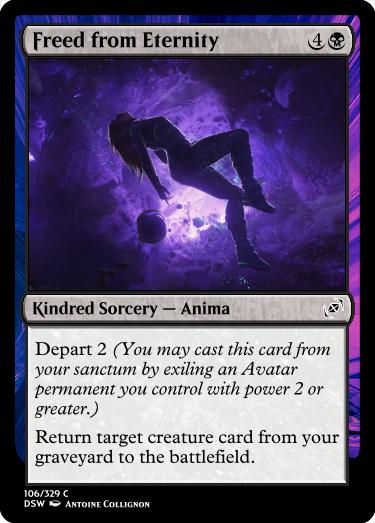 Freed from Eternity 4
Kindred Sorcery — Anima
Depart 2 (You may cast this card from
your sanctum by exiling an Avatar
permanent you control with power 2 or
greater.)
Return target creature card from your
graveyard to the battlefield.
106/329 C
DSW Antoine Collignon